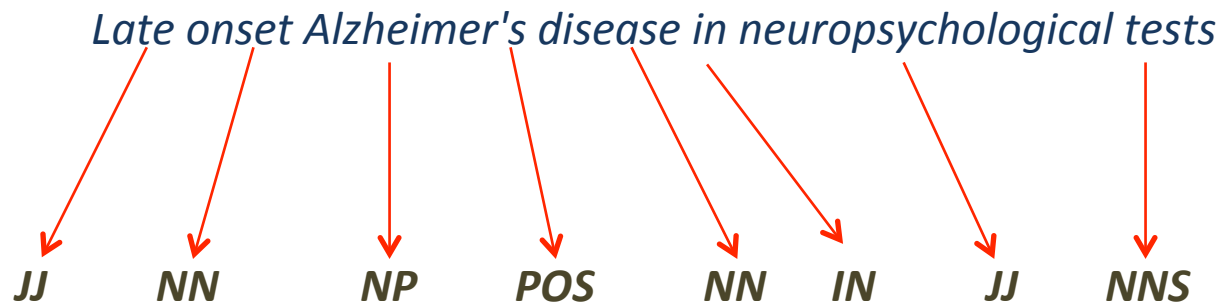 Late onset Alzheimer's disease in neuropsychological tests
JJ NN NP POS NN IN JJ NNS